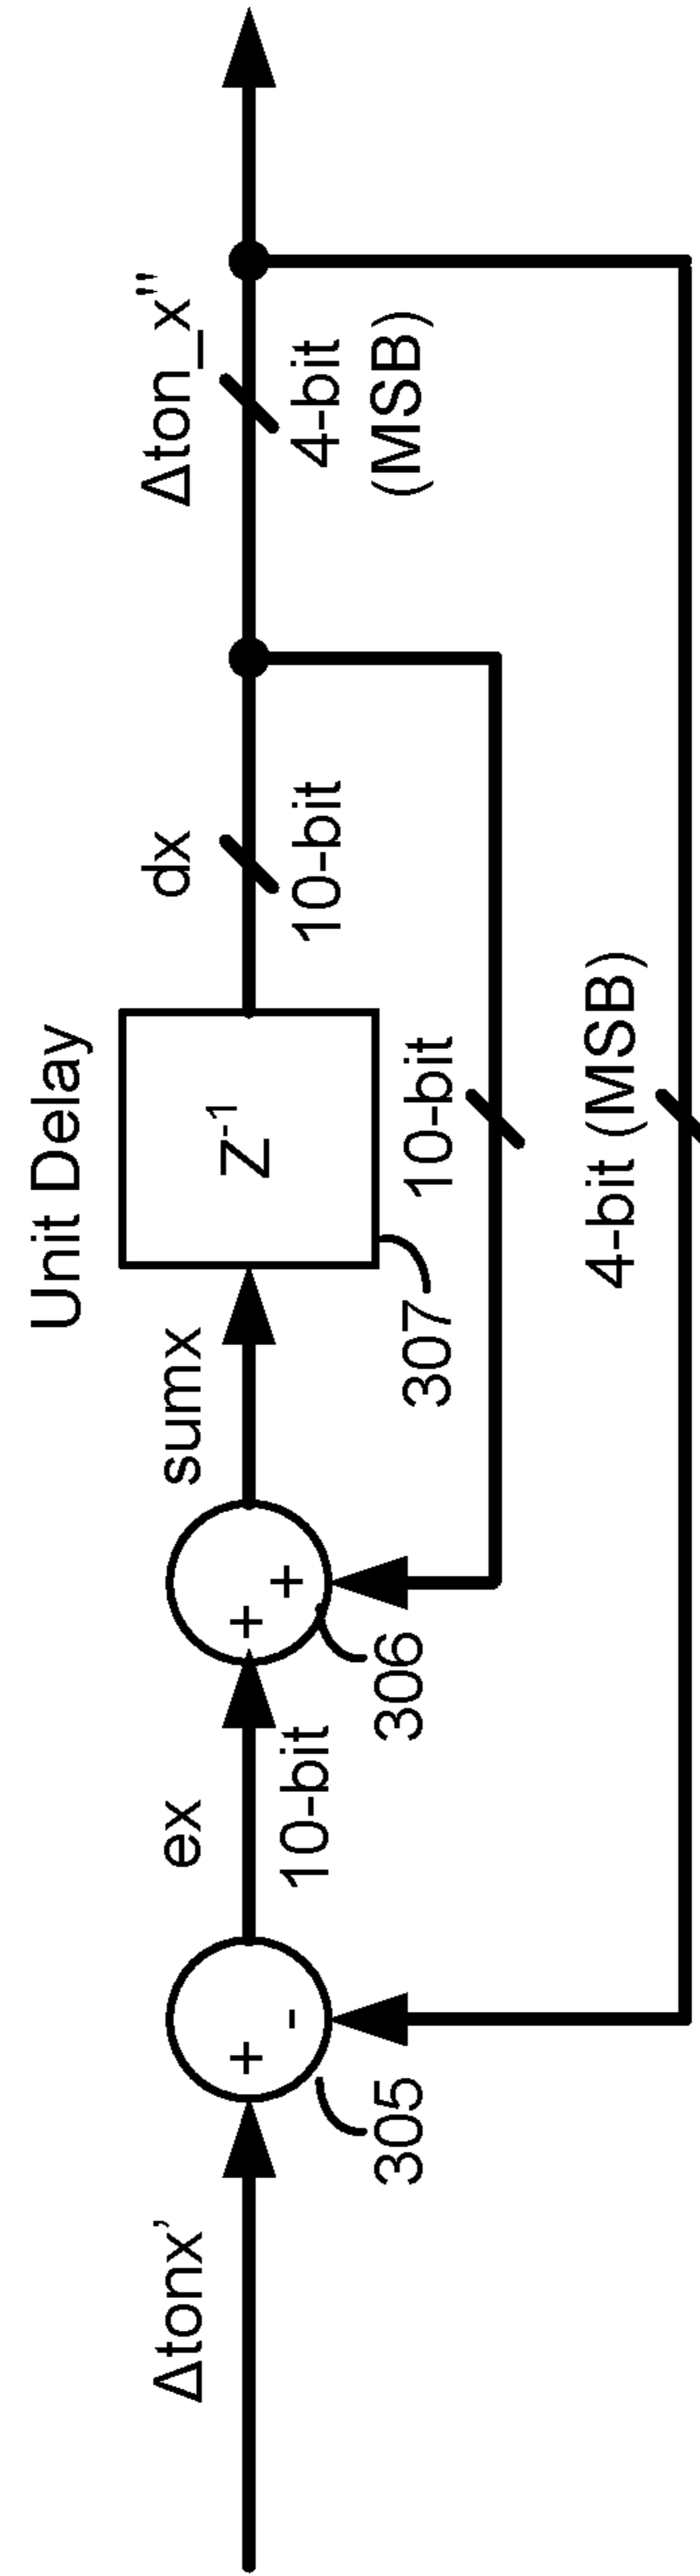 Unit Delay
Δtonx'
ex
sumx
dx
Δton_x"
+
-
+
+
Z-1
10-bit
10-bit
4-bit
(MSB)
305
306
307
10-bit
4-bit (MSB)